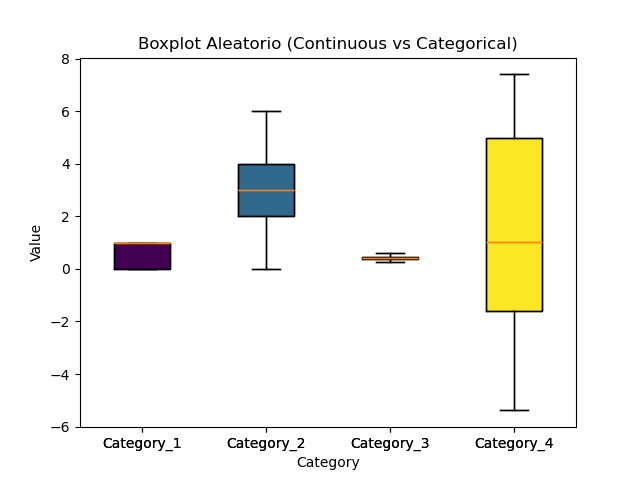 Boxplot Aleatorio (Continuous vs Categorical)
Value
8
6
4
2
0
−2
−4
−6
Category_1 Category_2 Category_3 Category_4
Category